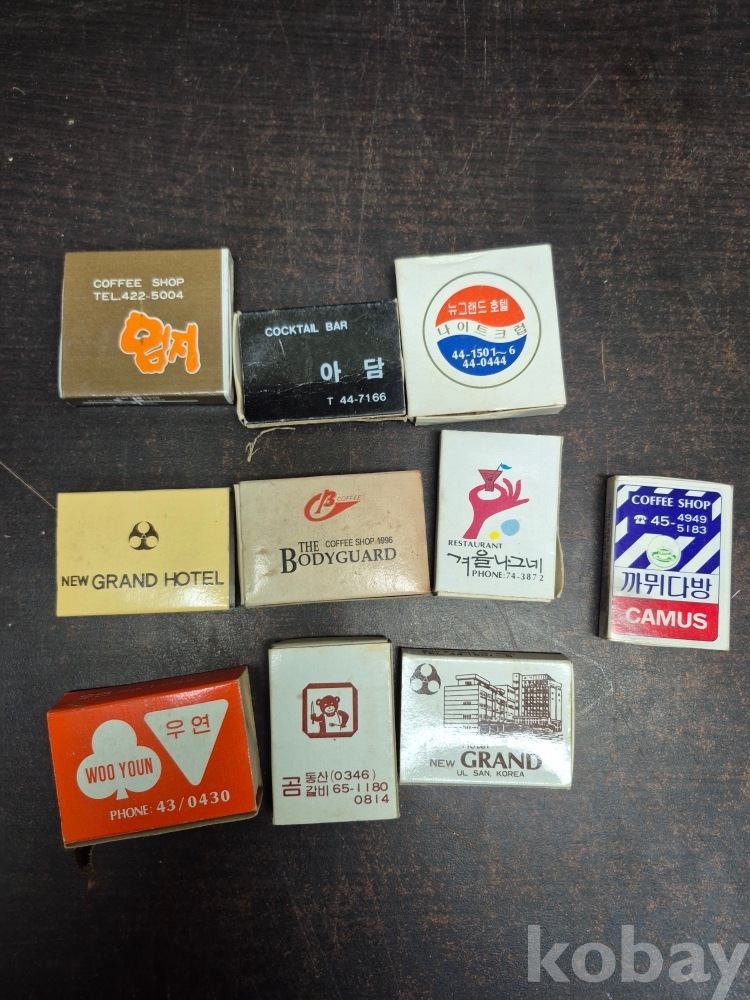 COFFEE SHOP
TEL.422-5004
임지
COCKTAIL BAR
아담
T 44-7166
뉴그랜드 호텔
나이트크럽
44-1501~6
44-0444
NEW GRAND HOTEL
B COFFEE
COFFEE SHOP 1996
THE BODYGUARD
RESTAURANT
겨울나그네
PHONE:74-3872
COFFEE SHOP
☎ 45-4949
5183
까뮈다방
CAMUS
WOO YOUN
우연
PHONE: 43/0430
곰 동산(0346)
갈비 65-1180
0814
HOTEL
NEW GRAND
UL SAN, KOREA
kobay